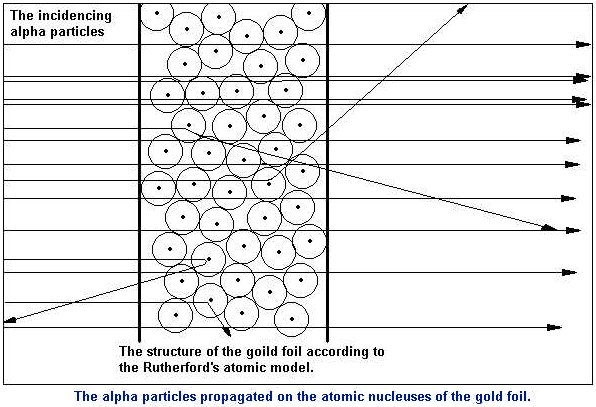 The incidencing
alpha particles
The structure of the goild foil according to
the Rutherford's atomic model.
The alpha particles propagated on the atomic nucleuses of the gold foil.